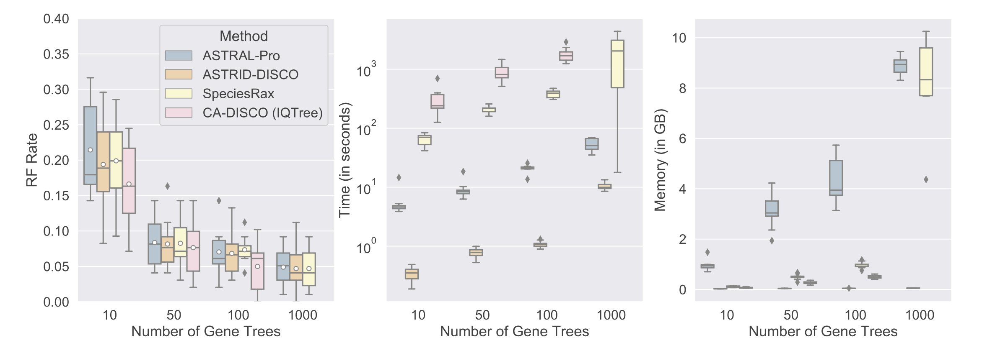 0.40
0.35
0.30
0.25
0.20
0.15
0.10
0.05
0.00
RF Rate
Method
ASTRAL-Pro
ASTRID-DISCO
SpeciesRax
CA-DISCO (IQTree)
10 50 100 1000
Number of Gene Trees
10³
10²
10¹
10⁰
Time (in seconds)
10 50 100 1000
Number of Gene Trees
10
8
6
4
2
0
Memory (in GB)
10 50 100 1000
Number of Gene Trees